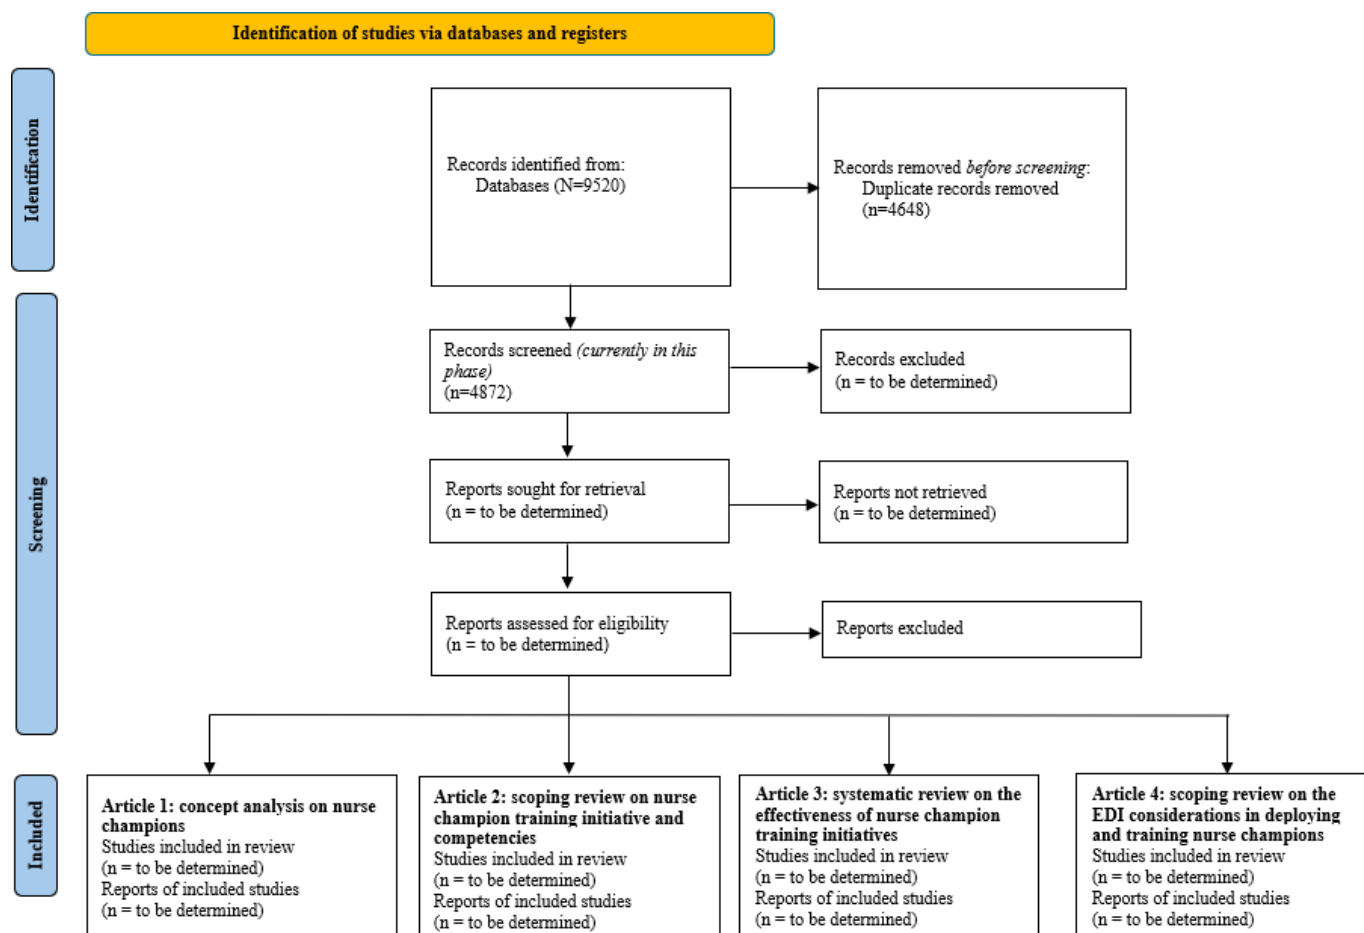 Identification of studies via databases and registers
Identification
Records identified from:
Databases (N=9520)
Records removed before screening:
Duplicate records removed
(n=4648)
Screening
Records screened (currently in this
phase)
(n=4872)
Records excluded
(n = to be determined)
Reports sought for retrieval
(n = to be determined)
Reports not retrieved
(n = to be determined)
Reports assessed for eligibility
(n = to be determined)
Reports excluded
Included
Article 1: concept analysis on nurse
champions
Studies included in review
(n = to be determined)
Reports of included studies
(n = to be determined)
Article 2: scoping review on nurse
champion training initiative and
competencies
Studies included in review
(n = to be determined)
Reports of included studies
(n = to be determined)
Article 3: systematic review on the
effectiveness of nurse champion
training initiatives
Studies included in review
(n = to be determined)
Reports of included studies
(n = to be determined)
Article 4: scoping review on the
EDI considerations in deploying
and training nurse champions
Studies included in review
(n = to be determined)
Reports of included studies
(n = to be determined)